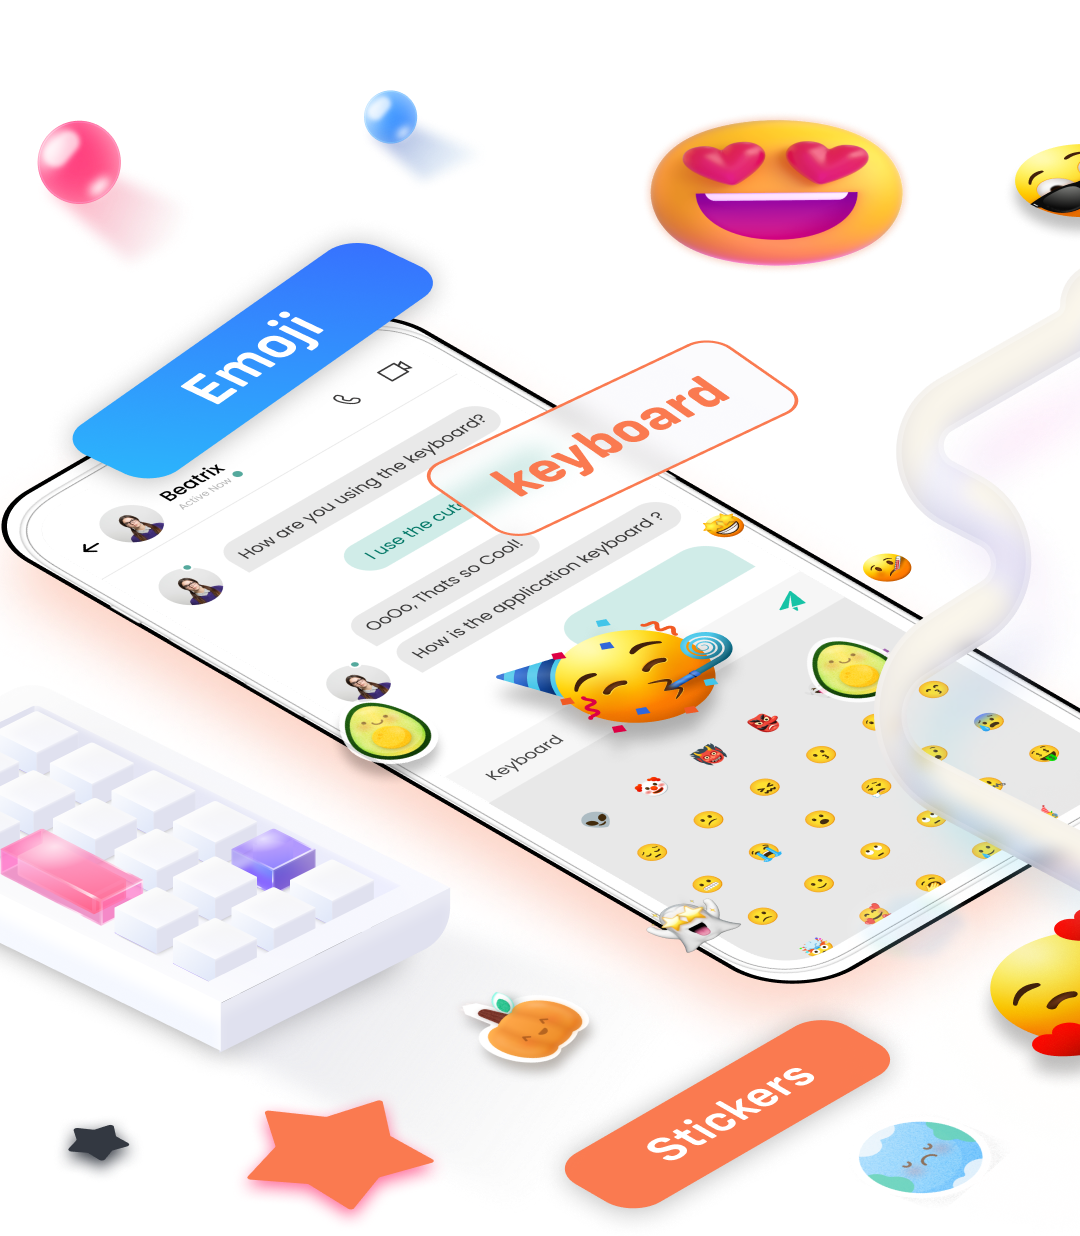 Emoji
keyboard
Beatrix
Active Now
How are you using the keyboard?
I use the cut
OoOo, Thats so Cool!
How is the application keyboard ?
Keyboard
Stickers